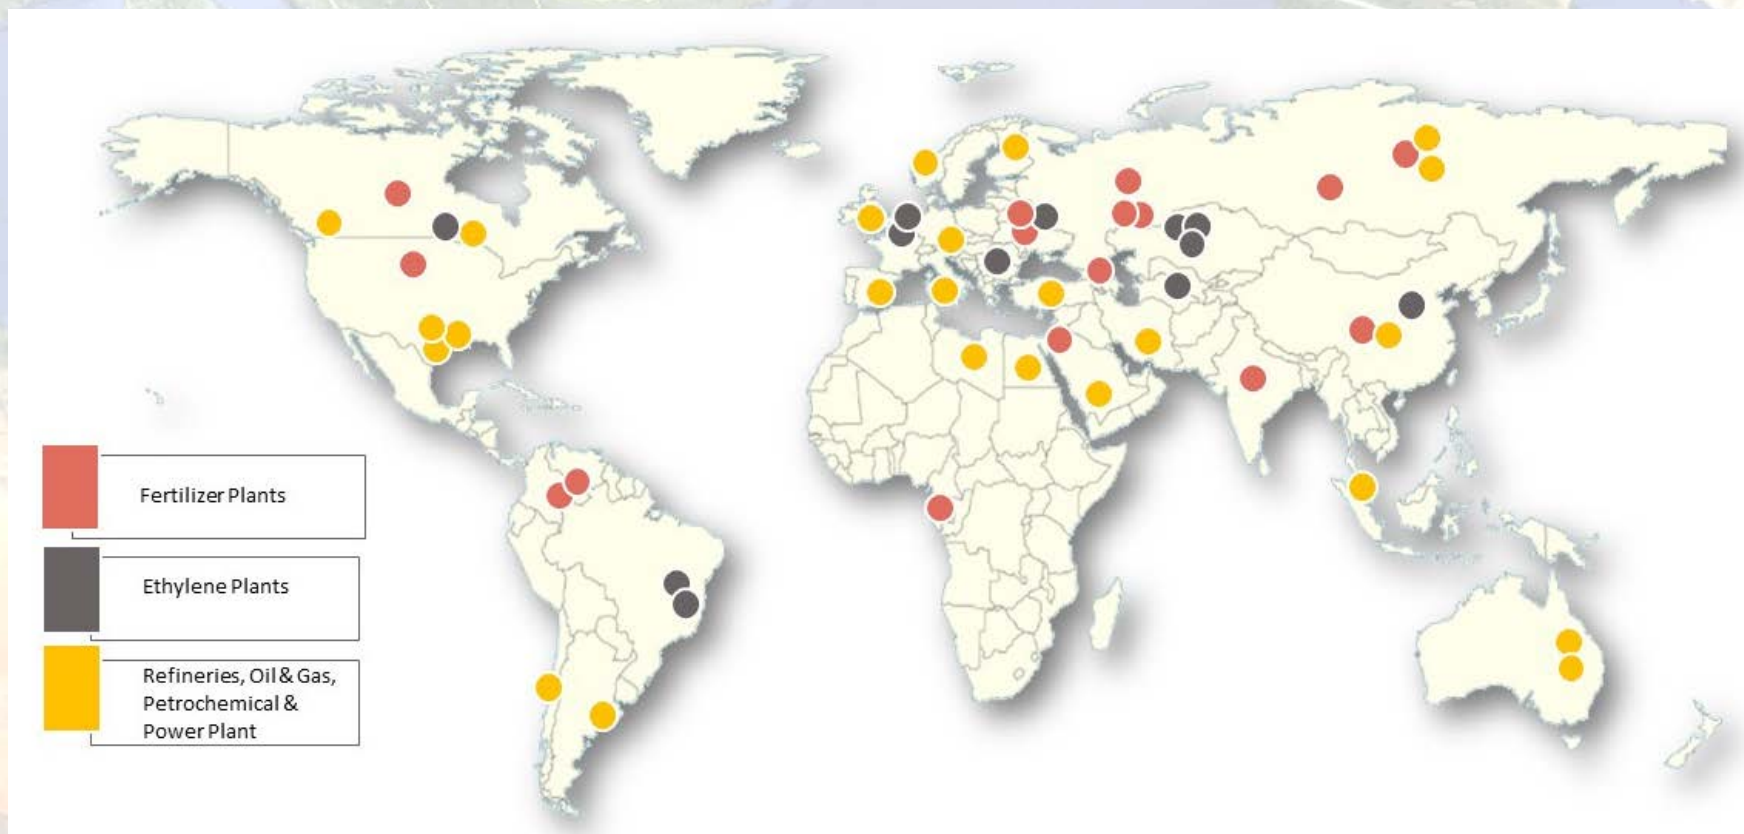 Fertilizer Plants
Ethylene Plants
Refineries, Oil & Gas,
Petrochemical &
Power Plant